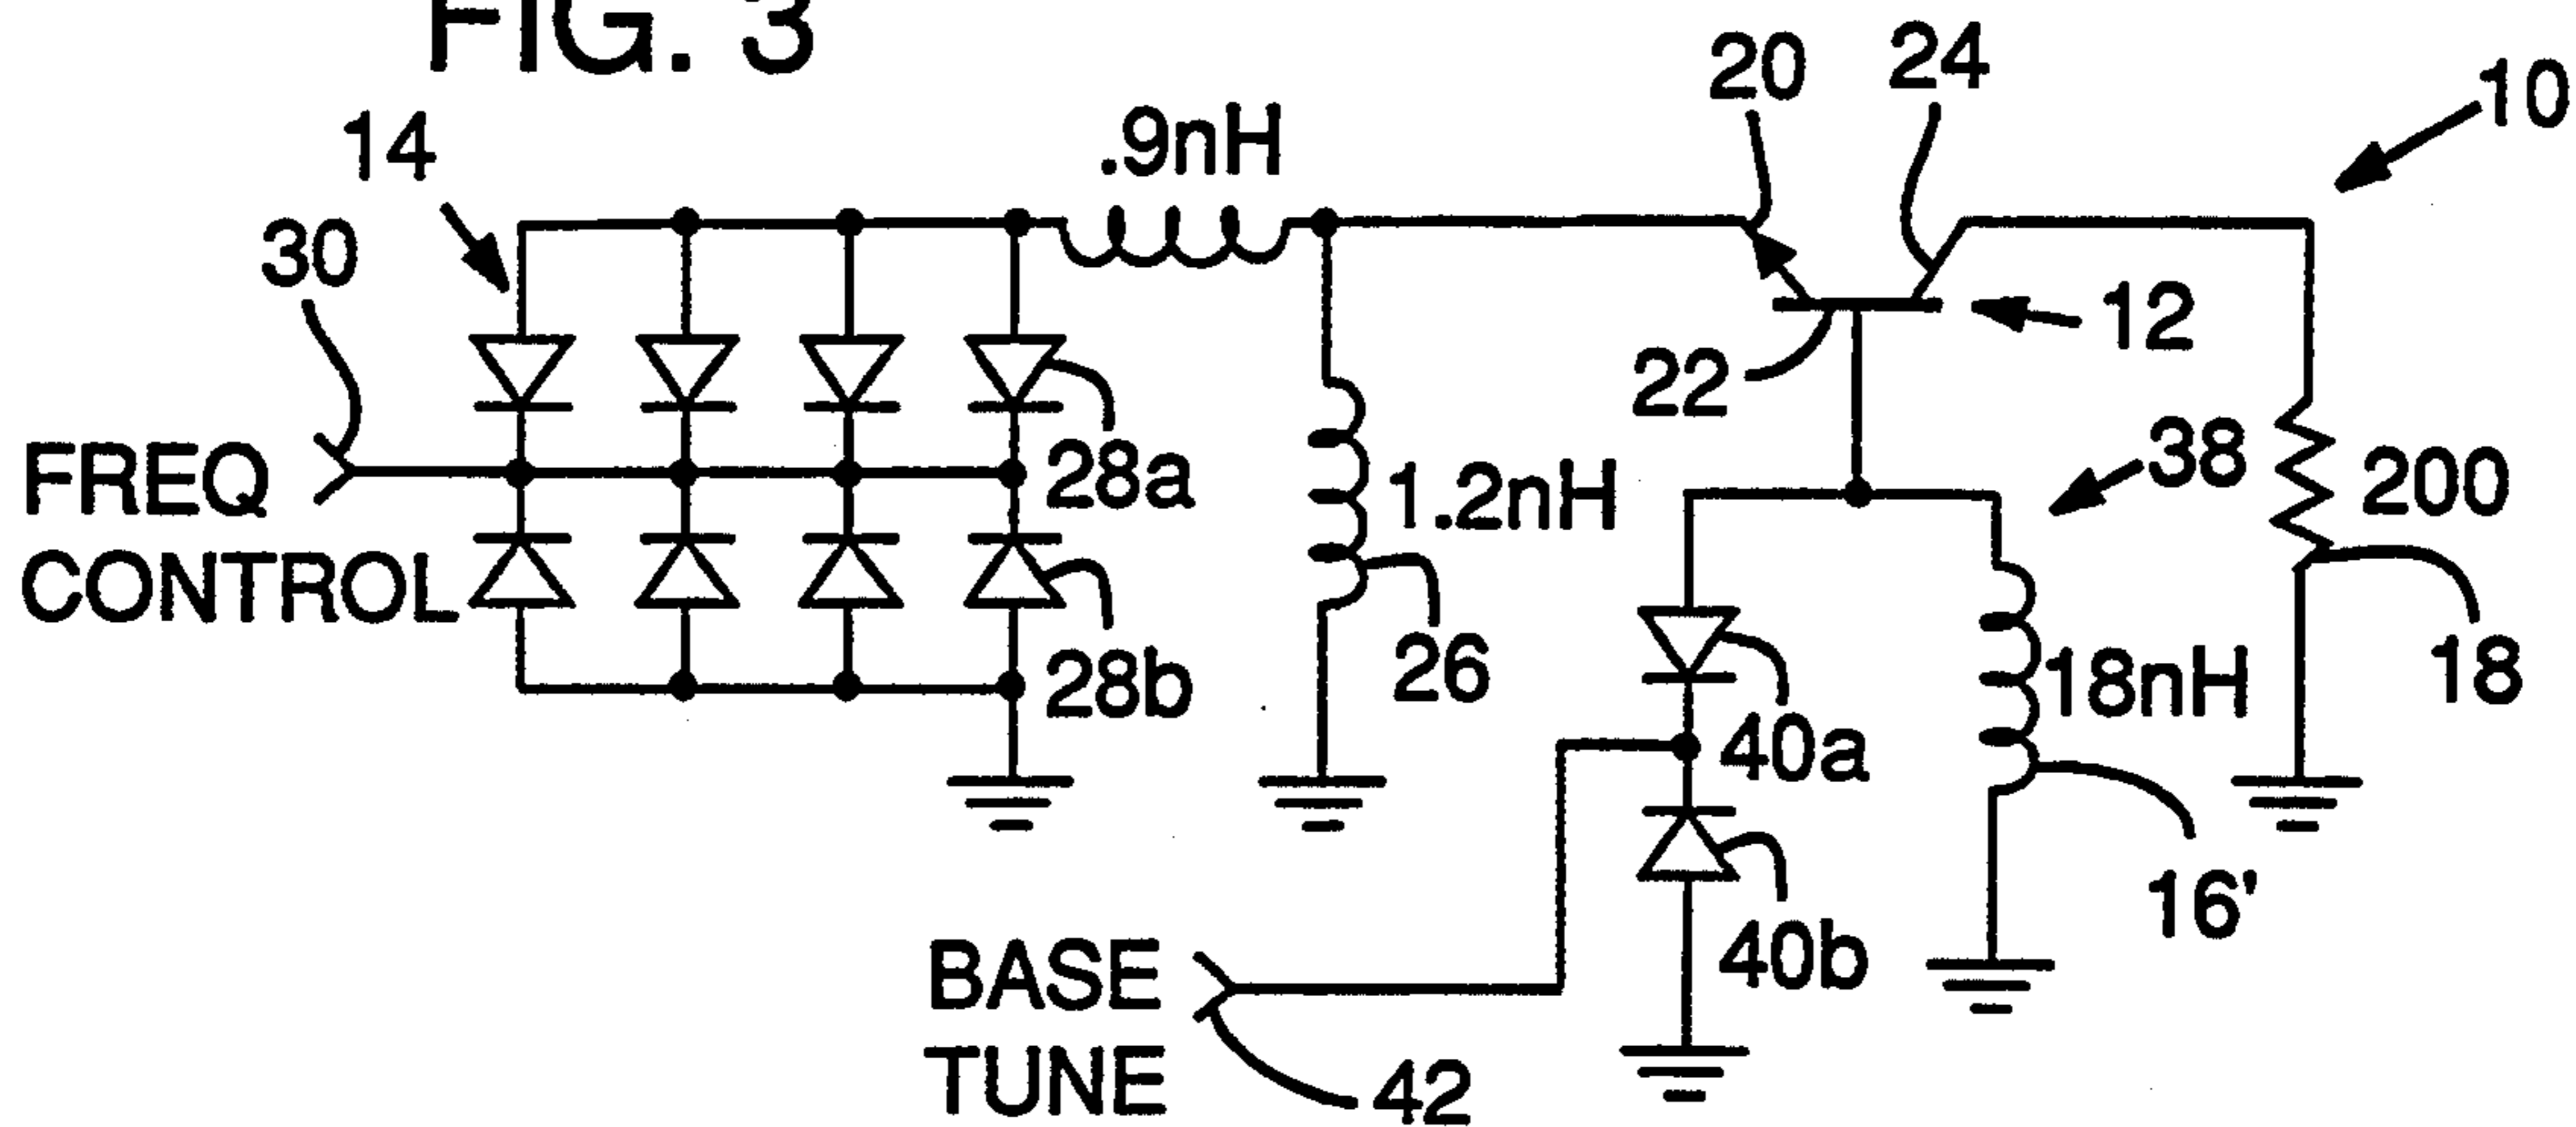 FIG. 3
20
24
10
14
.9nH
30
12
22
38
28a
FREQ
CONTROL
1.2nH
200
28b
26
18nH
18
40a
16'
BASE
TUNE
40b
42